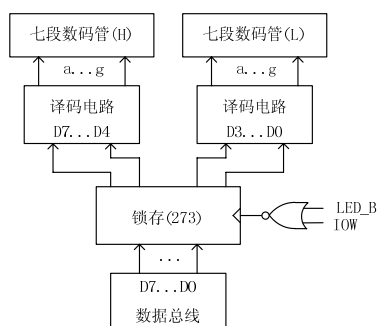 七段数码管(H)
七段数码管(L)
a...g
a...g
译码电路
D7...D4
译码电路
D3...D0
锁存(273)
LED_B
IOW
...
D7...D0
数据总线